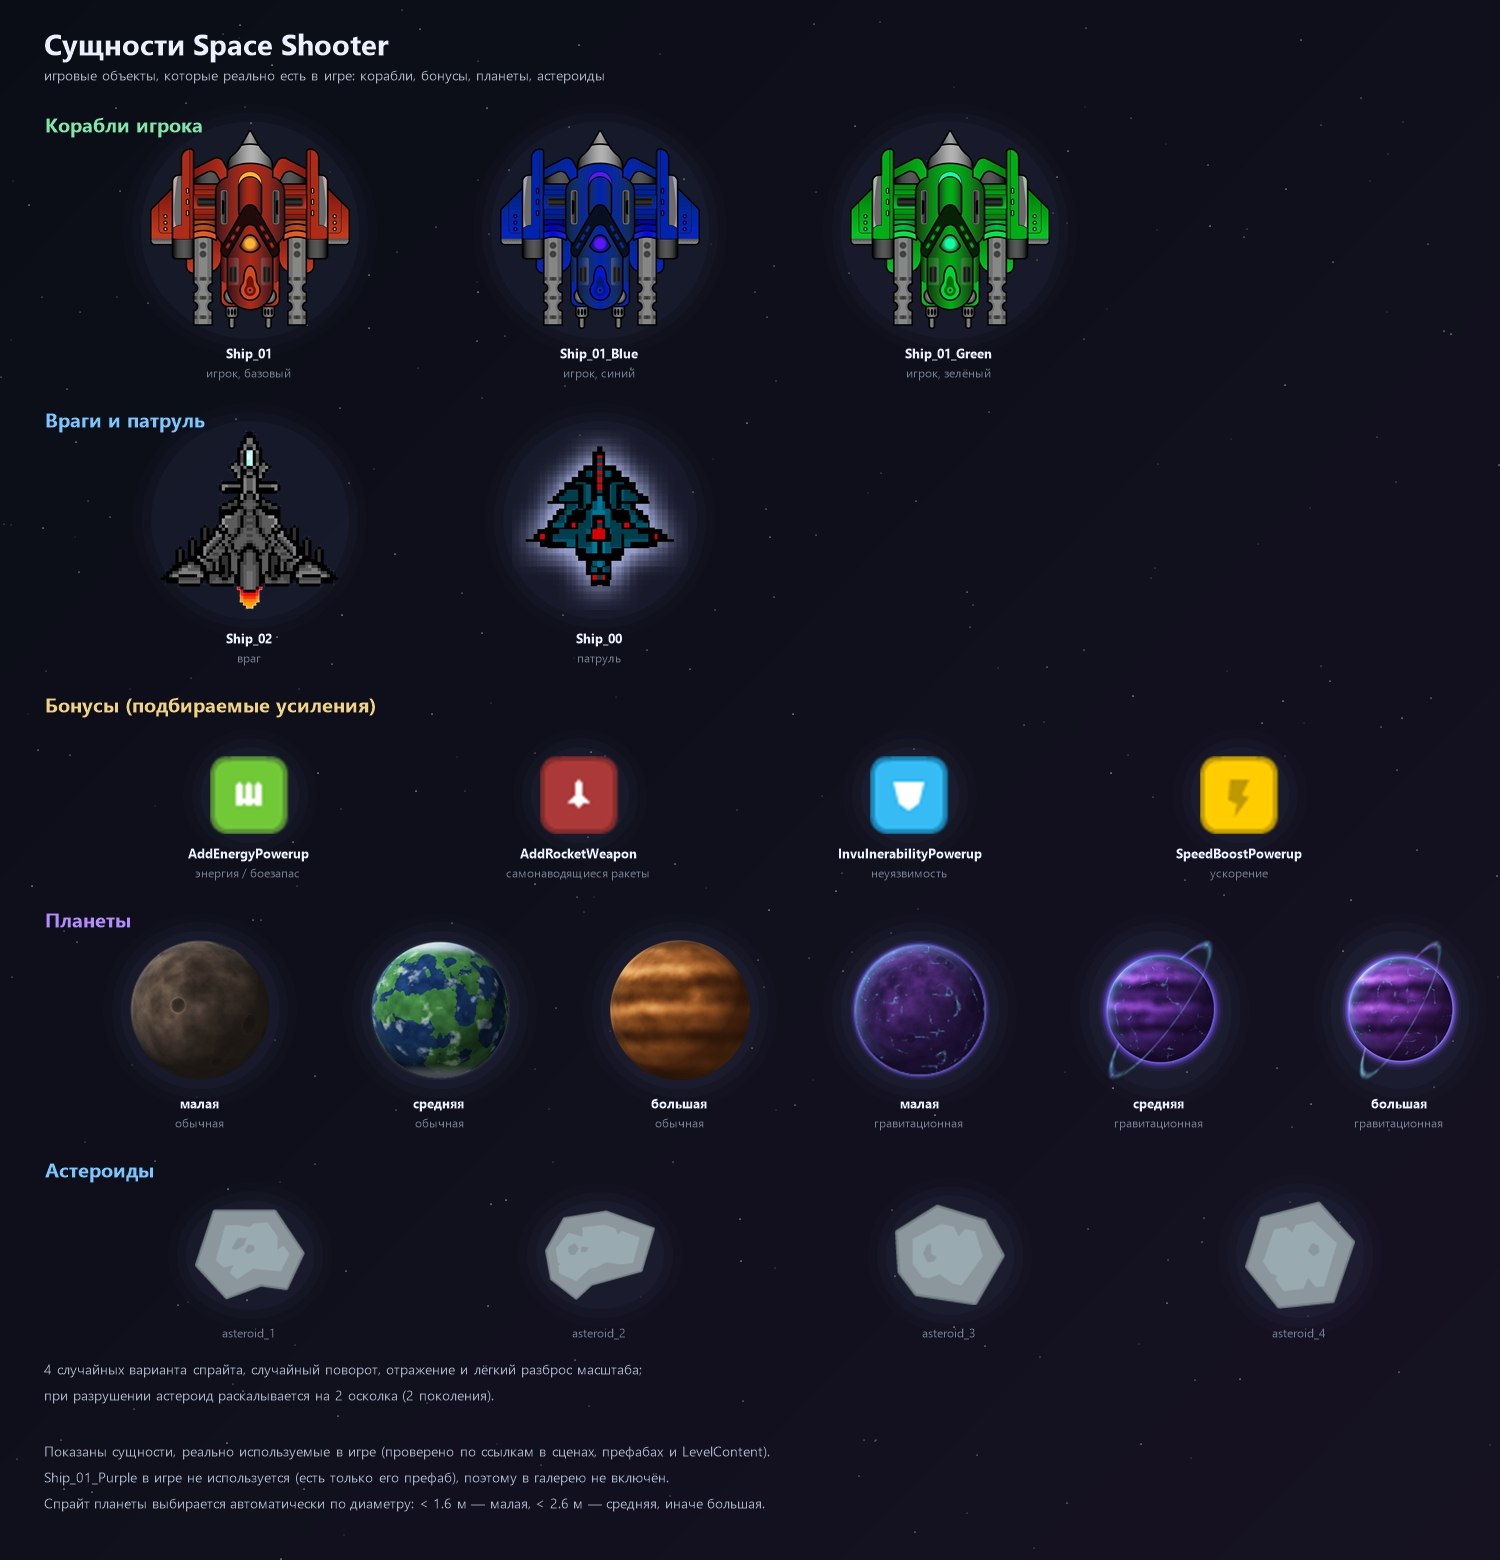 Сущности Space Shooter
игровые объекты, которые реально есть в игре: корабли, бонусы, планеты, астероиды
Корабли игрока
Ship_01
игрок, базовый
Ship_01_Blue
игрок, синий
Ship_01_Green
игрок, зелёный
Враги и патруль
Ship_02
враг
Ship_00
патруль
Бонусы (подбираемые усиления)
AddEnergyPowerup
энергия / боезапас
AddRocketWeapon
самонаводящиеся ракеты
InvulnerabilityPowerup
неуязвимость
SpeedBoostPowerup
ускорение
Планеты
малая
обычная
средняя
обычная
большая
обычная
малая
гравитационная
средняя
гравитационная
большая
гравитационная
Астероиды
asteroid_1
asteroid_2
asteroid_3
asteroid_4
4 случайных варианта спрайта, случайный поворот, отражение и лёгкий разброс масштаба;
при разрушении астероид раскалывается на 2 осколка (2 поколения).
Показаны сущности, реально используемые в игре (проверено по ссылкам в сценах, префабах и LevelContent).
Ship_01_Purple в игре не используется (есть только его префаб), поэтому в галерею не включён.
Спрайт планеты выбирается автоматически по диаметру: < 1.6 м — малая, < 2.6 м — средняя, иначе большая.